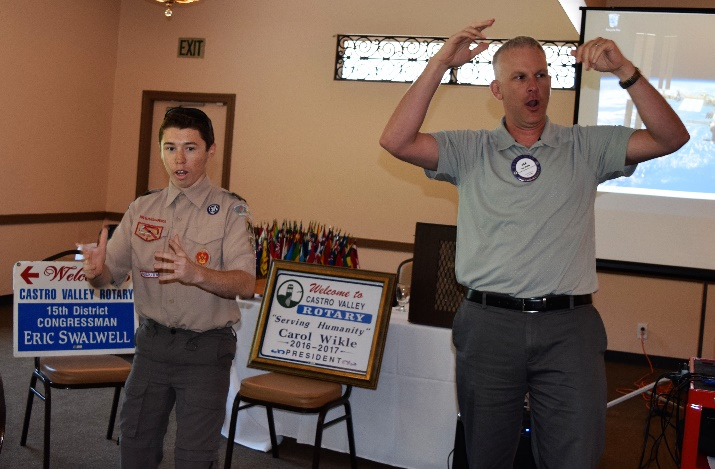 EXIT
Welcome
CASTRO VALLEY ROTARY
15th District
CONGRESSMAN
ERIC SWALWELL
Welcome to
CASTRO VALLEY
ROTARY
"Serving Humanity"
Carol Wikle
2016-2017
PRESIDENT